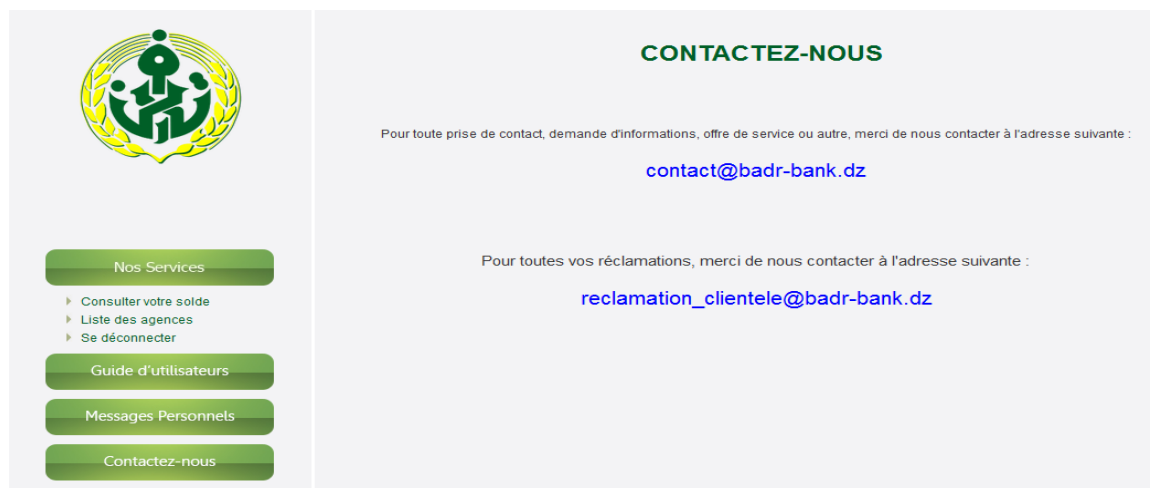 CONTACTEZ-NOUS
Pour toute prise de contact, demande d'informations, offre de service ou autre, merci de nous contacter à l'adresse suivante :
contact@badr-bank.dz
Pour toutes vos réclamations, merci de nous contacter à l'adresse suivante :
reclamation_clientele@badr-bank.dz
Nos Services
Consulter votre solde
Liste des agences
Se déconnecter
Guide d'utilisateurs
Messages Personnels
Contactez-nous